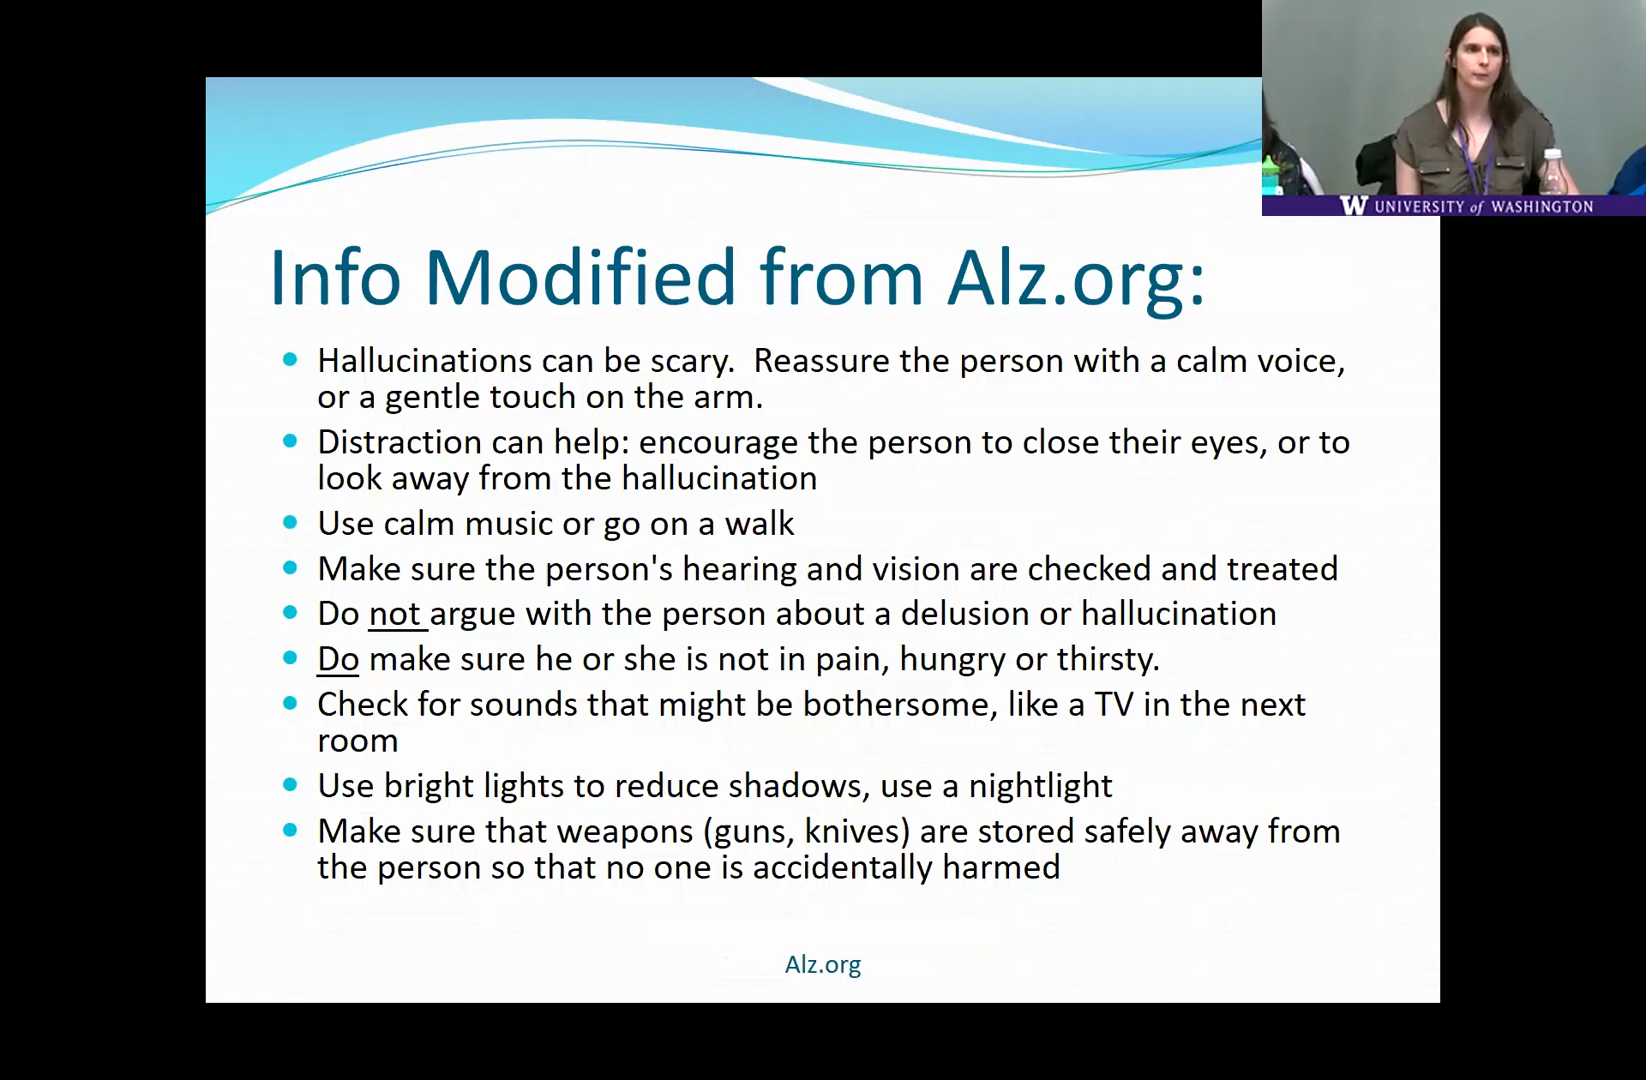 W UNIVERSITY of WASHINGTON
Info Modified from Alz.org:
Hallucinations can be scary.  Reassure the person with a calm voice,
or a gentle touch on the arm.
Distraction can help: encourage the person to close their eyes, or to
look away from the hallucination
Use calm music or go on a walk
Make sure the person's hearing and vision are checked and treated
Do not argue with the person about a delusion or hallucination
Do make sure he or she is not in pain, hungry or thirsty.
Check for sounds that might be bothersome, like a TV in the next
room
Use bright lights to reduce shadows, use a nightlight
Make sure that weapons (guns, knives) are stored safely away from
the person so that no one is accidentally harmed
Alz.org